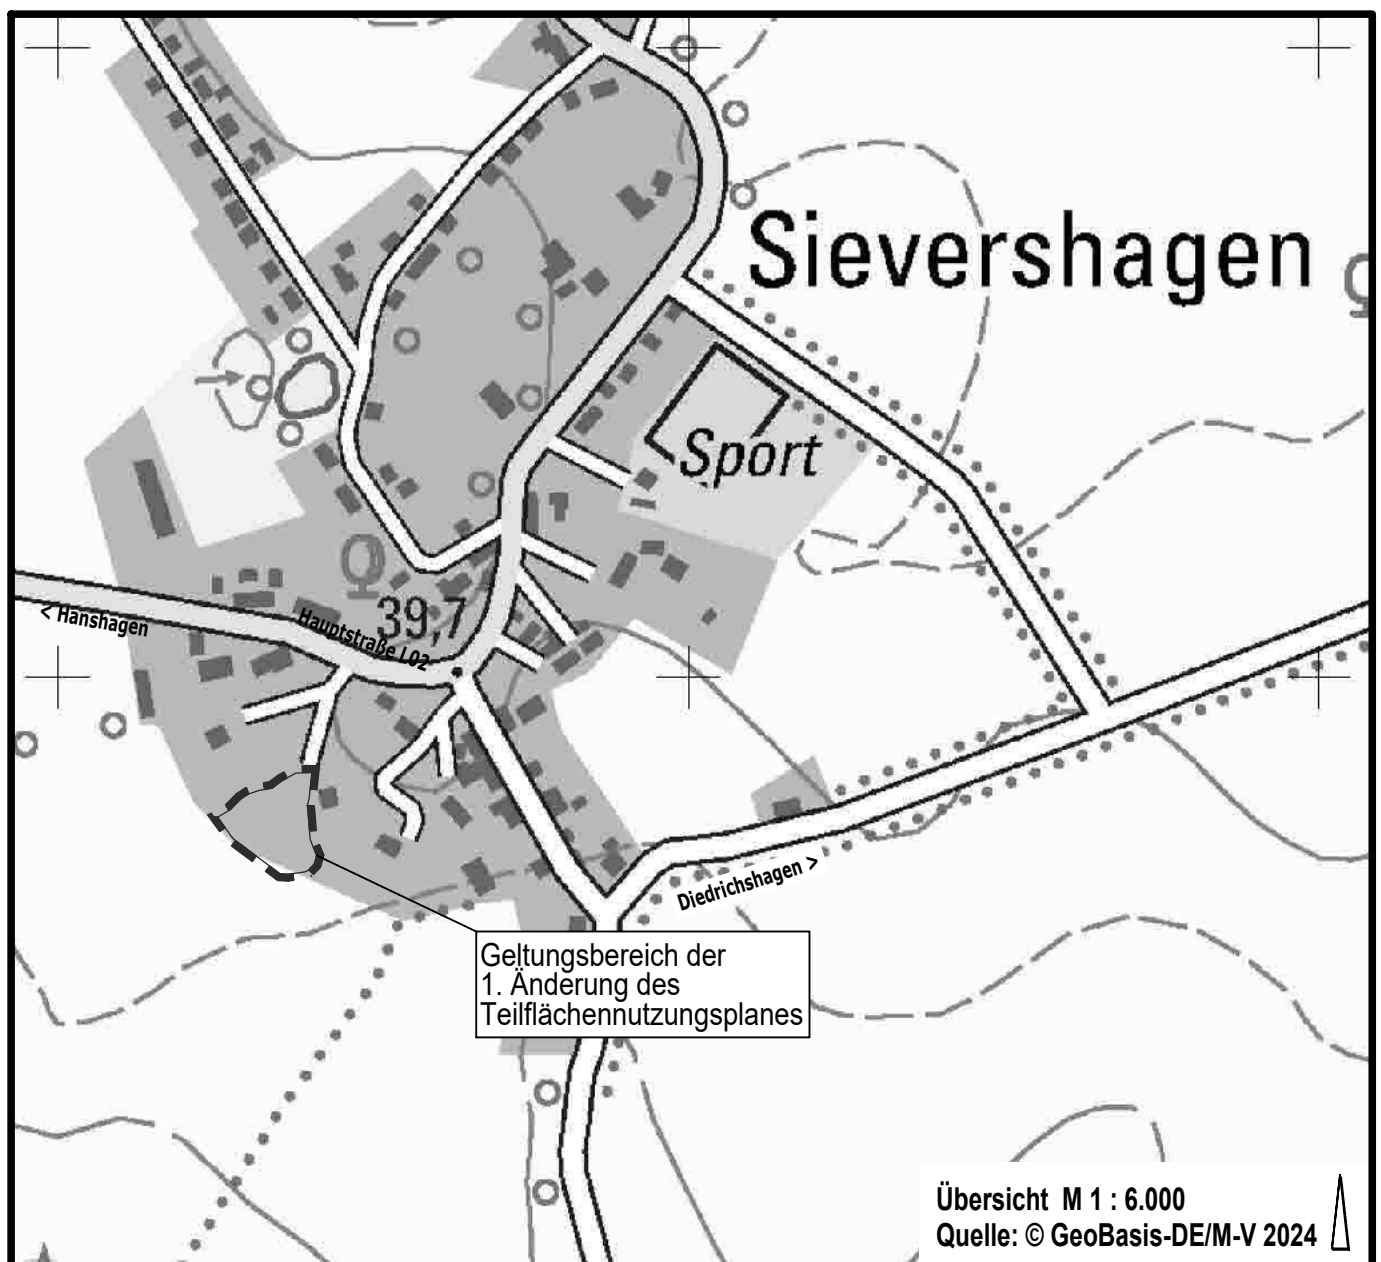 Sievershagen
Sport
39,7
< Hanshagen
Hauptstraße L02
Diedrichshagen >
Geltungsbereich der
1. Änderung des
Teilflächennutzungsplanes
Übersicht M 1 : 6.000
Quelle: © GeoBasis-DE/M-V 2024